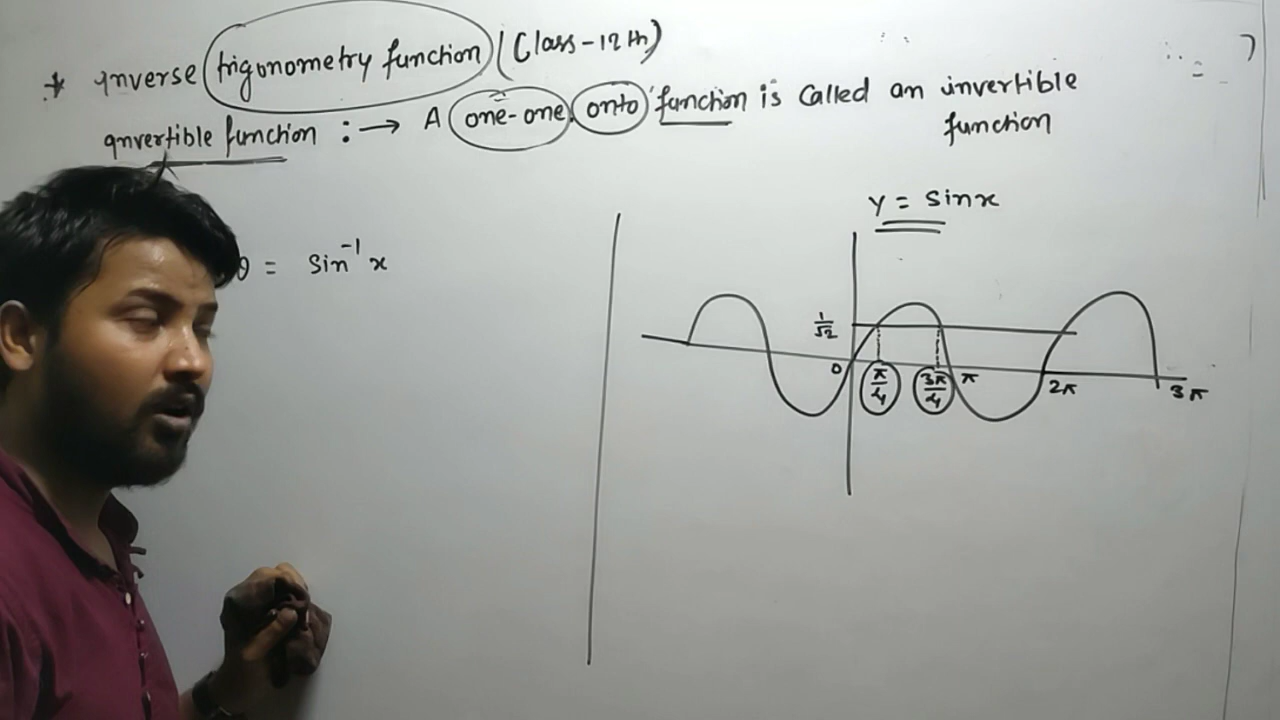 * Inverse trigonometry function (Class-12th)
Invertible function :→ A one-one, onto function is called an invertible
function
y = sinx
θ = sin⁻¹x
1/√2
0 π/4 3π/4 π 2π 3π